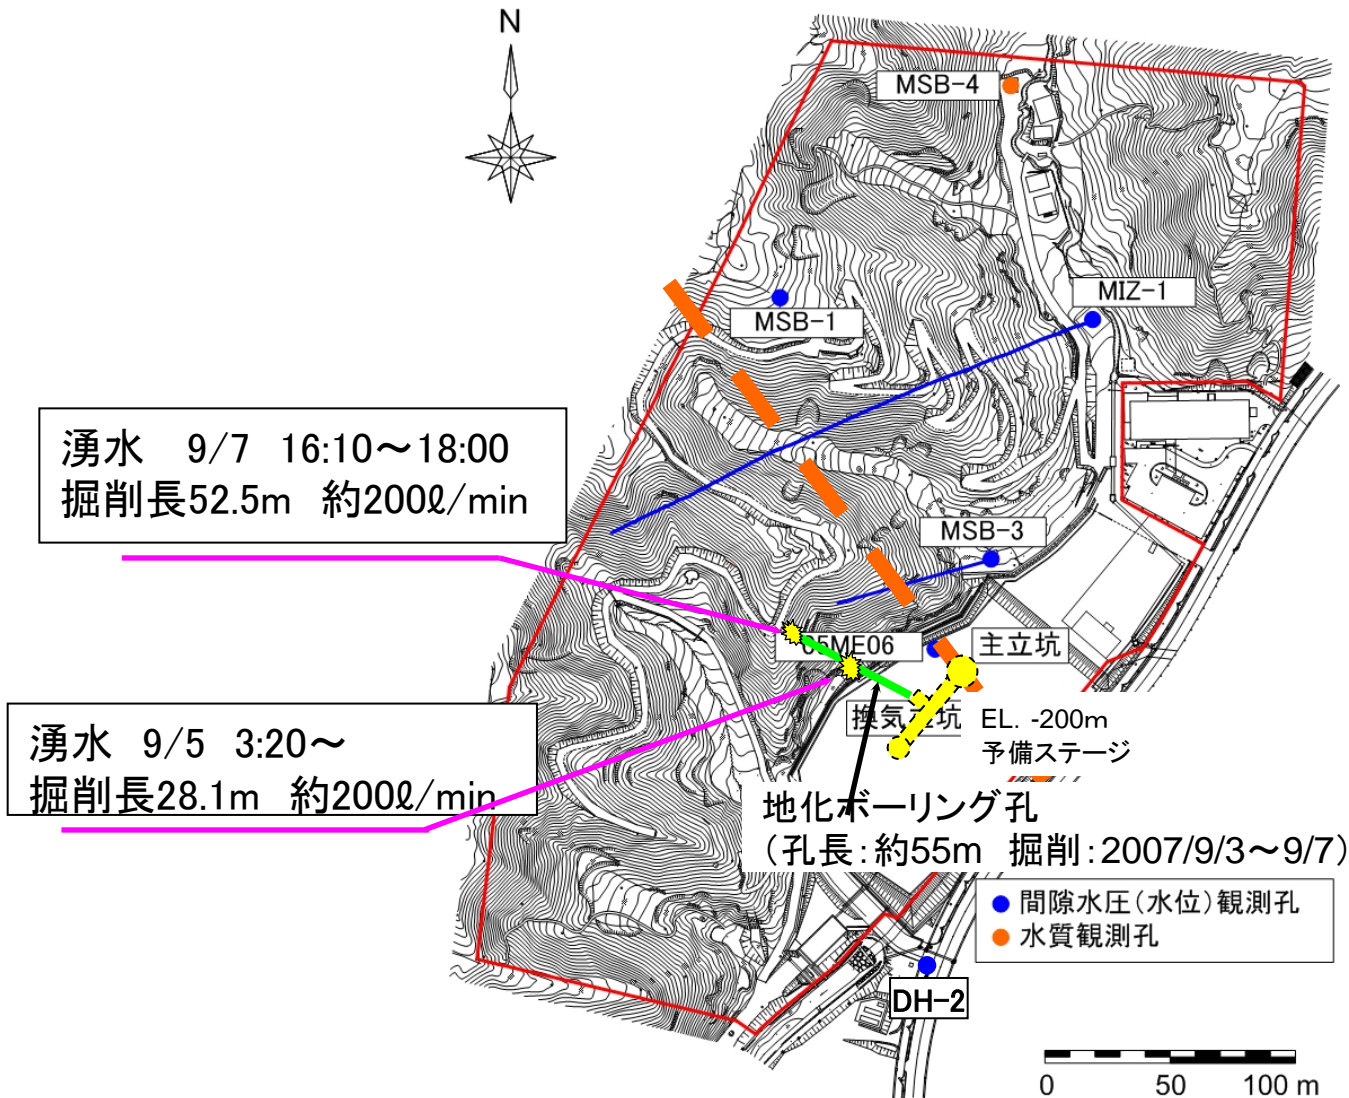 N
MSB-4
MIZ-1
MSB-1
湧水　9/7　16:10～18:00
掘削長52.5m　約200ℓ/min
MSB-3
05ME06
主立坑
換気立坑
EL. -200m
予備ステージ
湧水　9/5　3:20～
掘削長28.1m　約200ℓ/min
地化ボーリング孔
（孔長：約55m　掘削：2007/9/3～9/7）
間隙水圧（水位）観測孔
水質観測孔
DH-2
0　50　100 m